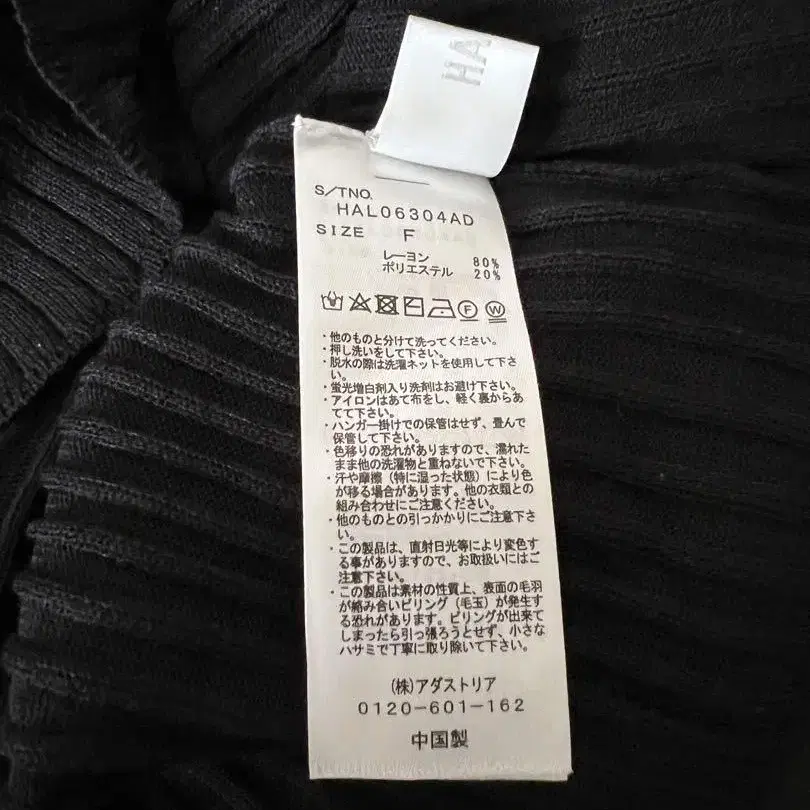 HA
S/TNO.
HAL06304AD
SIZE F
レーヨン 80%
ポリエステル 20%
F W
・他のものと分けて洗ってください。
・押し洗いをして下さい。
・脱水の際は洗濯ネットを使用して下さ
い。
・蛍光増白剤入り洗剤はお避け下さい。
・アイロンはあて布をし、軽く裏からあ
てて下さい。
・ハンガー掛けでの保管はせず、畳んで
保管して下さい。
・色移りの恐れがありますので、濡れた
まま他の洗濯物と重ねないで下さい。
・汗や摩擦（特に湿った状態）により色
が移る場合があります。他の衣類との
組み合わせにご注意ください。
・他のものとの引っかかりにご注意下さ
い。
・この製品は、直射日光等により変色す
る事がありますので、お取扱いにはご
注意下さい。
・この製品は素材の性質上、表面の毛羽
が絡み合いピリング（毛玉）が発生す
る恐れがあります。ピリングが出来て
しまったら引っ張ろうとせず、小さな
ハサミで丁寧に取り除いて下さい。
(株)アダストリア
0120-601-162
中国製